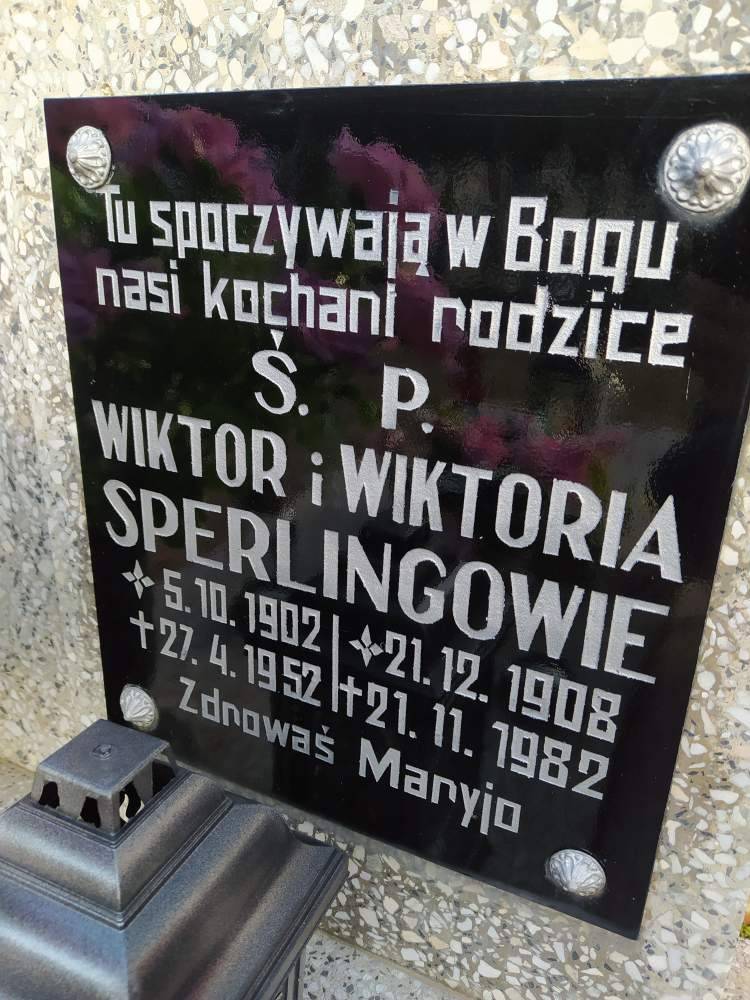 Tu spoczywają w Bogu
nasi kochani rodzice
Ś. P.
WIKTOR i WIKTORIA
SPERLINGOWIE
5.10.1902 21.12.1908
†27.4.1952 †21.11.1982
Zdrowaś Maryjo